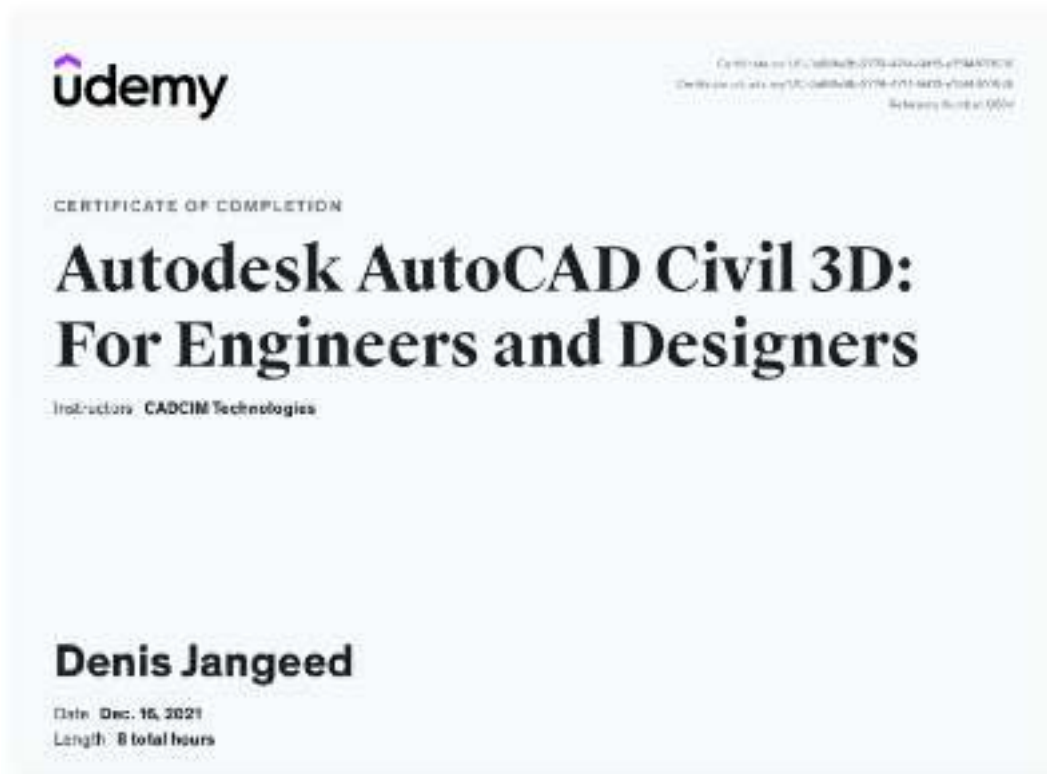 udemy
CERTIFICATE OF COMPLETION
Autodesk AutoCAD Civil 3D:
For Engineers and Designers
Instructors CADCIM Technologies
Denis Jangeed
Date Dec. 16, 2021
Length 8 total hours